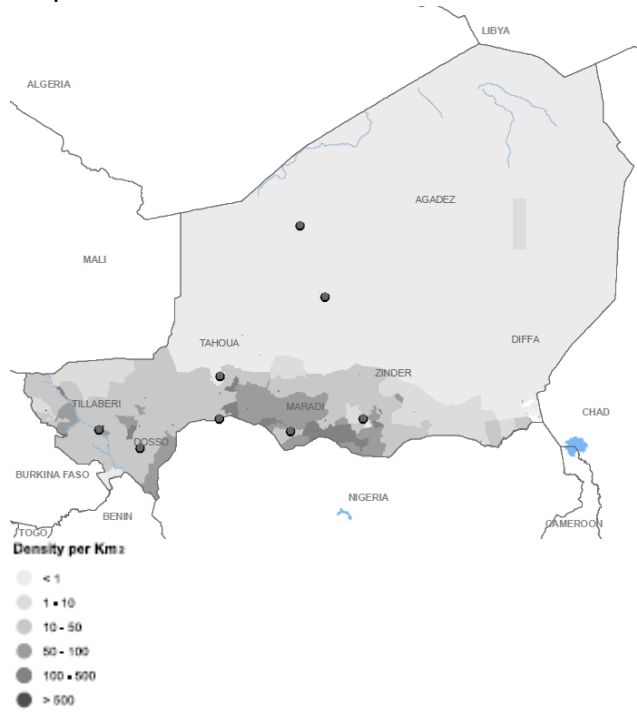 LIBYA
ALGERIA
AGADEZ
MALI
TAHOUA
DIFFA
ZINDER
TILLABERI
MARADI
CHAD
DOSSO
BURKINA FASO
NIGERIA
BENIN
TOGO
CAMEROON
Density per Km2
< 1
1 - 10
10 - 50
50 - 100
100 - 500
> 500